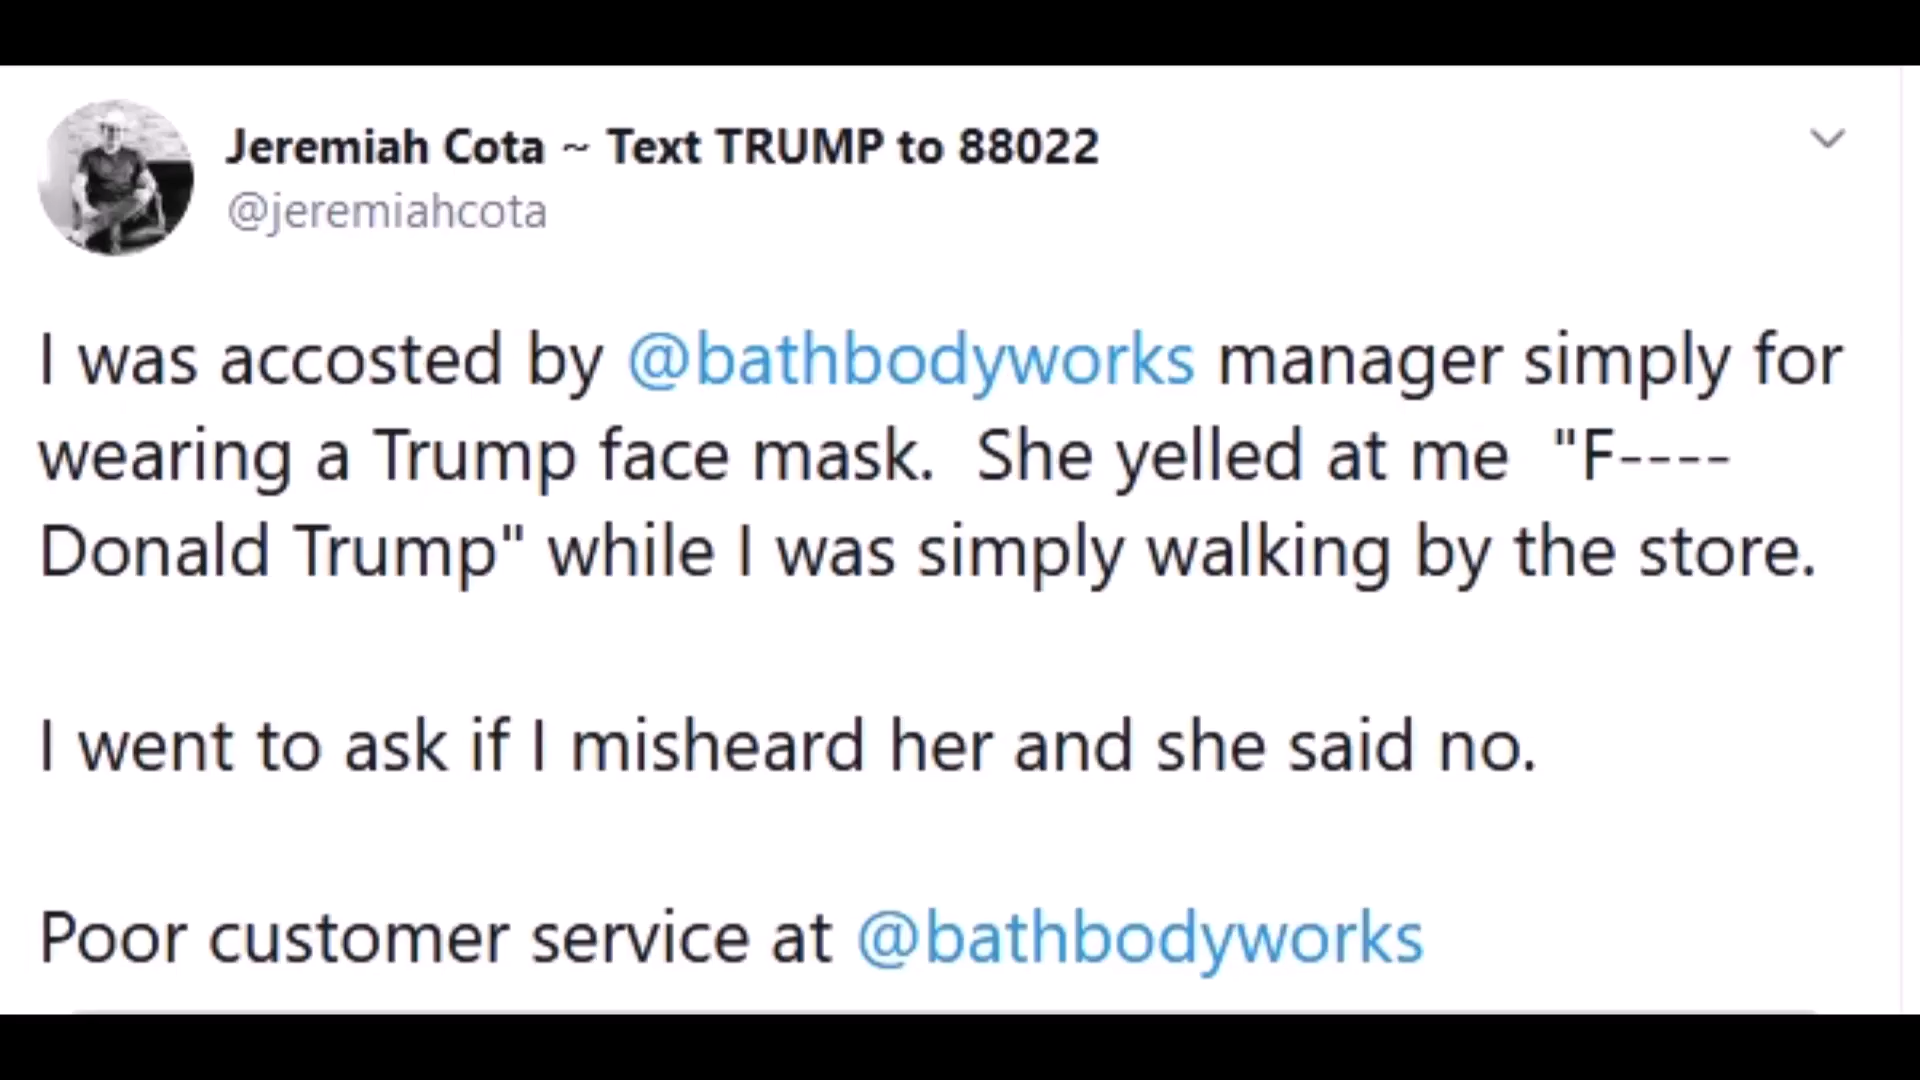 Jeremiah Cota ~ Text TRUMP to 88022
@jeremiahcota
I was accosted by @bathbodyworks manager simply for
wearing a Trump face mask.  She yelled at me  "F----
Donald Trump" while I was simply walking by the store.
I went to ask if I misheard her and she said no.
Poor customer service at @bathbodyworks